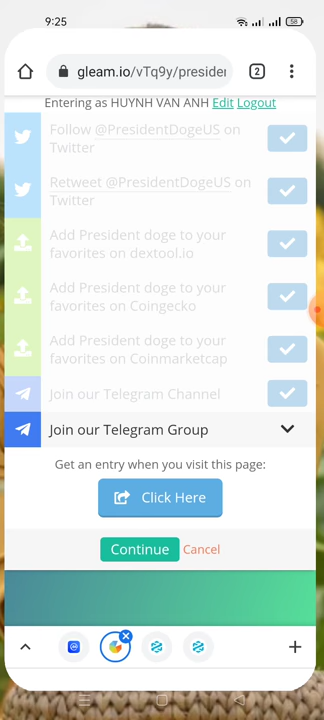 9:25
58
gleam.io/vTq9y/presider
2
Entering as HUYNH VAN ANH Edit Logout
Follow @PresidentDogeUS on
Twitter
Retweet @PresidentDogeUS on
Twitter
Add President doge to your
favorites on dextool.io
Add President doge to your
favorites on Coingecko
Add President doge to your
favorites on Coinmarketcap
Join our Telegram Channel
Join our Telegram Group
Get an entry when you visit this page:
Click Here
Continue Cancel